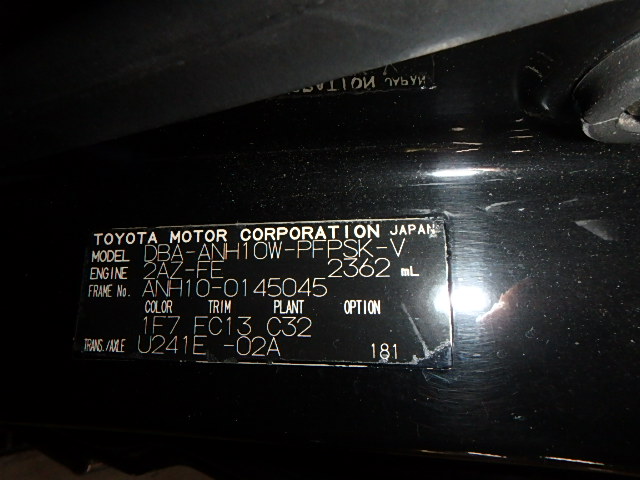 TOYOTA MOTOR CORPORATION JAPAN
MODEL DBA-ANH10W-PFPSK-V
ENGINE 2AZ-FE 2362 mL
FRAME No. ANH10-0145045
COLOR TRIM PLANT OPTION
1F7 FC13 C32
TRANS./AXLE U241E -02A 181